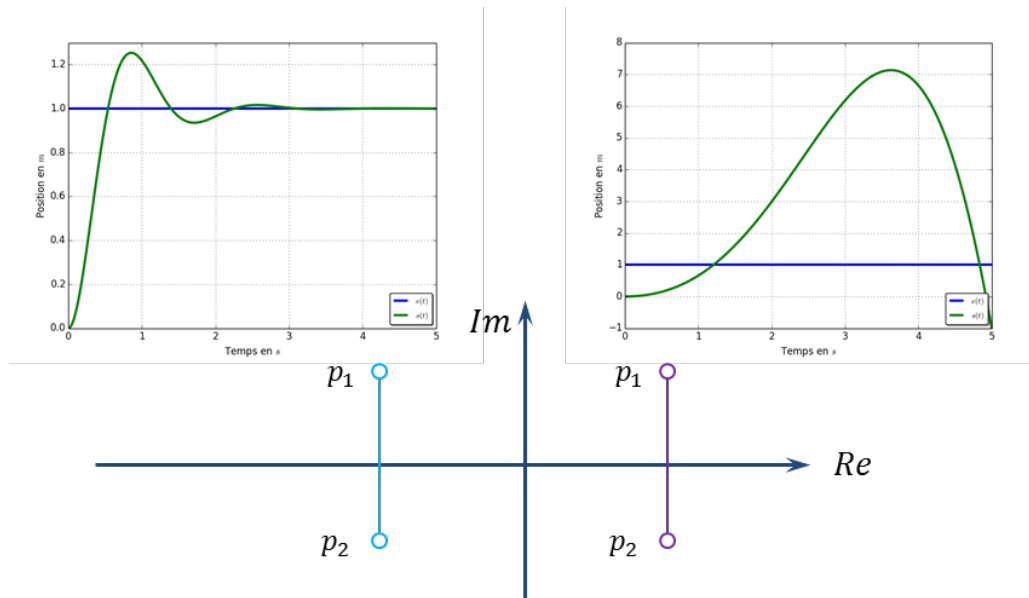 1.2
1.0
0.8
0.6
0.4
0.2
0.0
Position en m
0 1 2 3 4 5
Temps en s
e(t)
s(t)
8
7
6
5
4
3
2
1
0
−1
Position en m
0 1 2 3 4 5
Temps en s
e(t)
s(t)
Im
Re
p₁
p₂
p₁
p₂